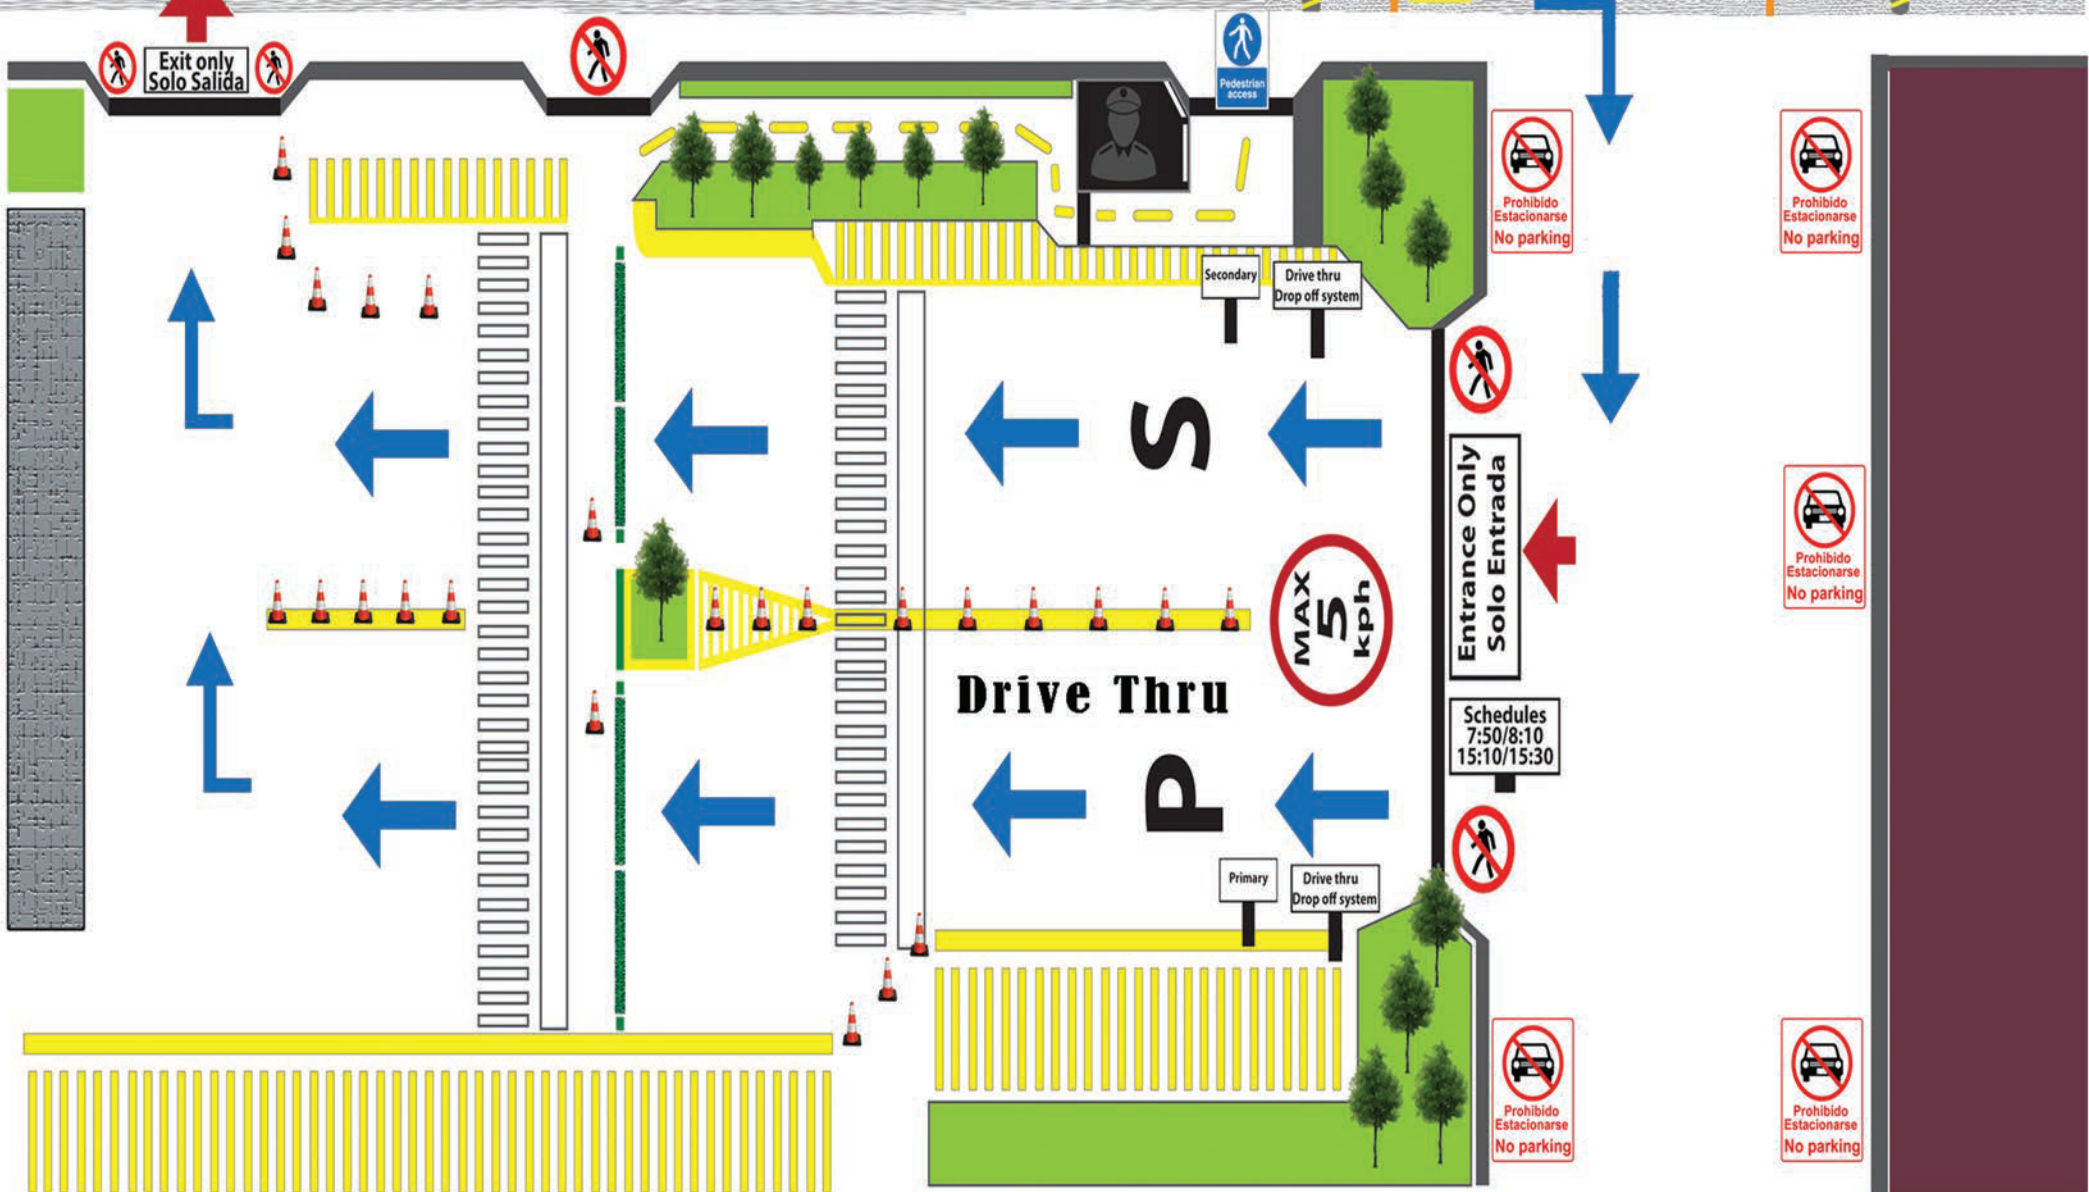 Exit only
Solo Salida
Pedestrian
access
Prohibido
Estacionarse
No parking
Prohibido
Estacionarse
No parking
Secondary
Drive thru
Drop off system
S
Entrance Only
Solo Entrada
Prohibido
Estacionarse
No parking
MAX
5
kph
Drive Thru
Schedules
7:50/8:10
15:10/15:30
P
Primary
Drive thru
Drop off system
Prohibido
Estacionarse
No parking
Prohibido
Estacionarse
No parking